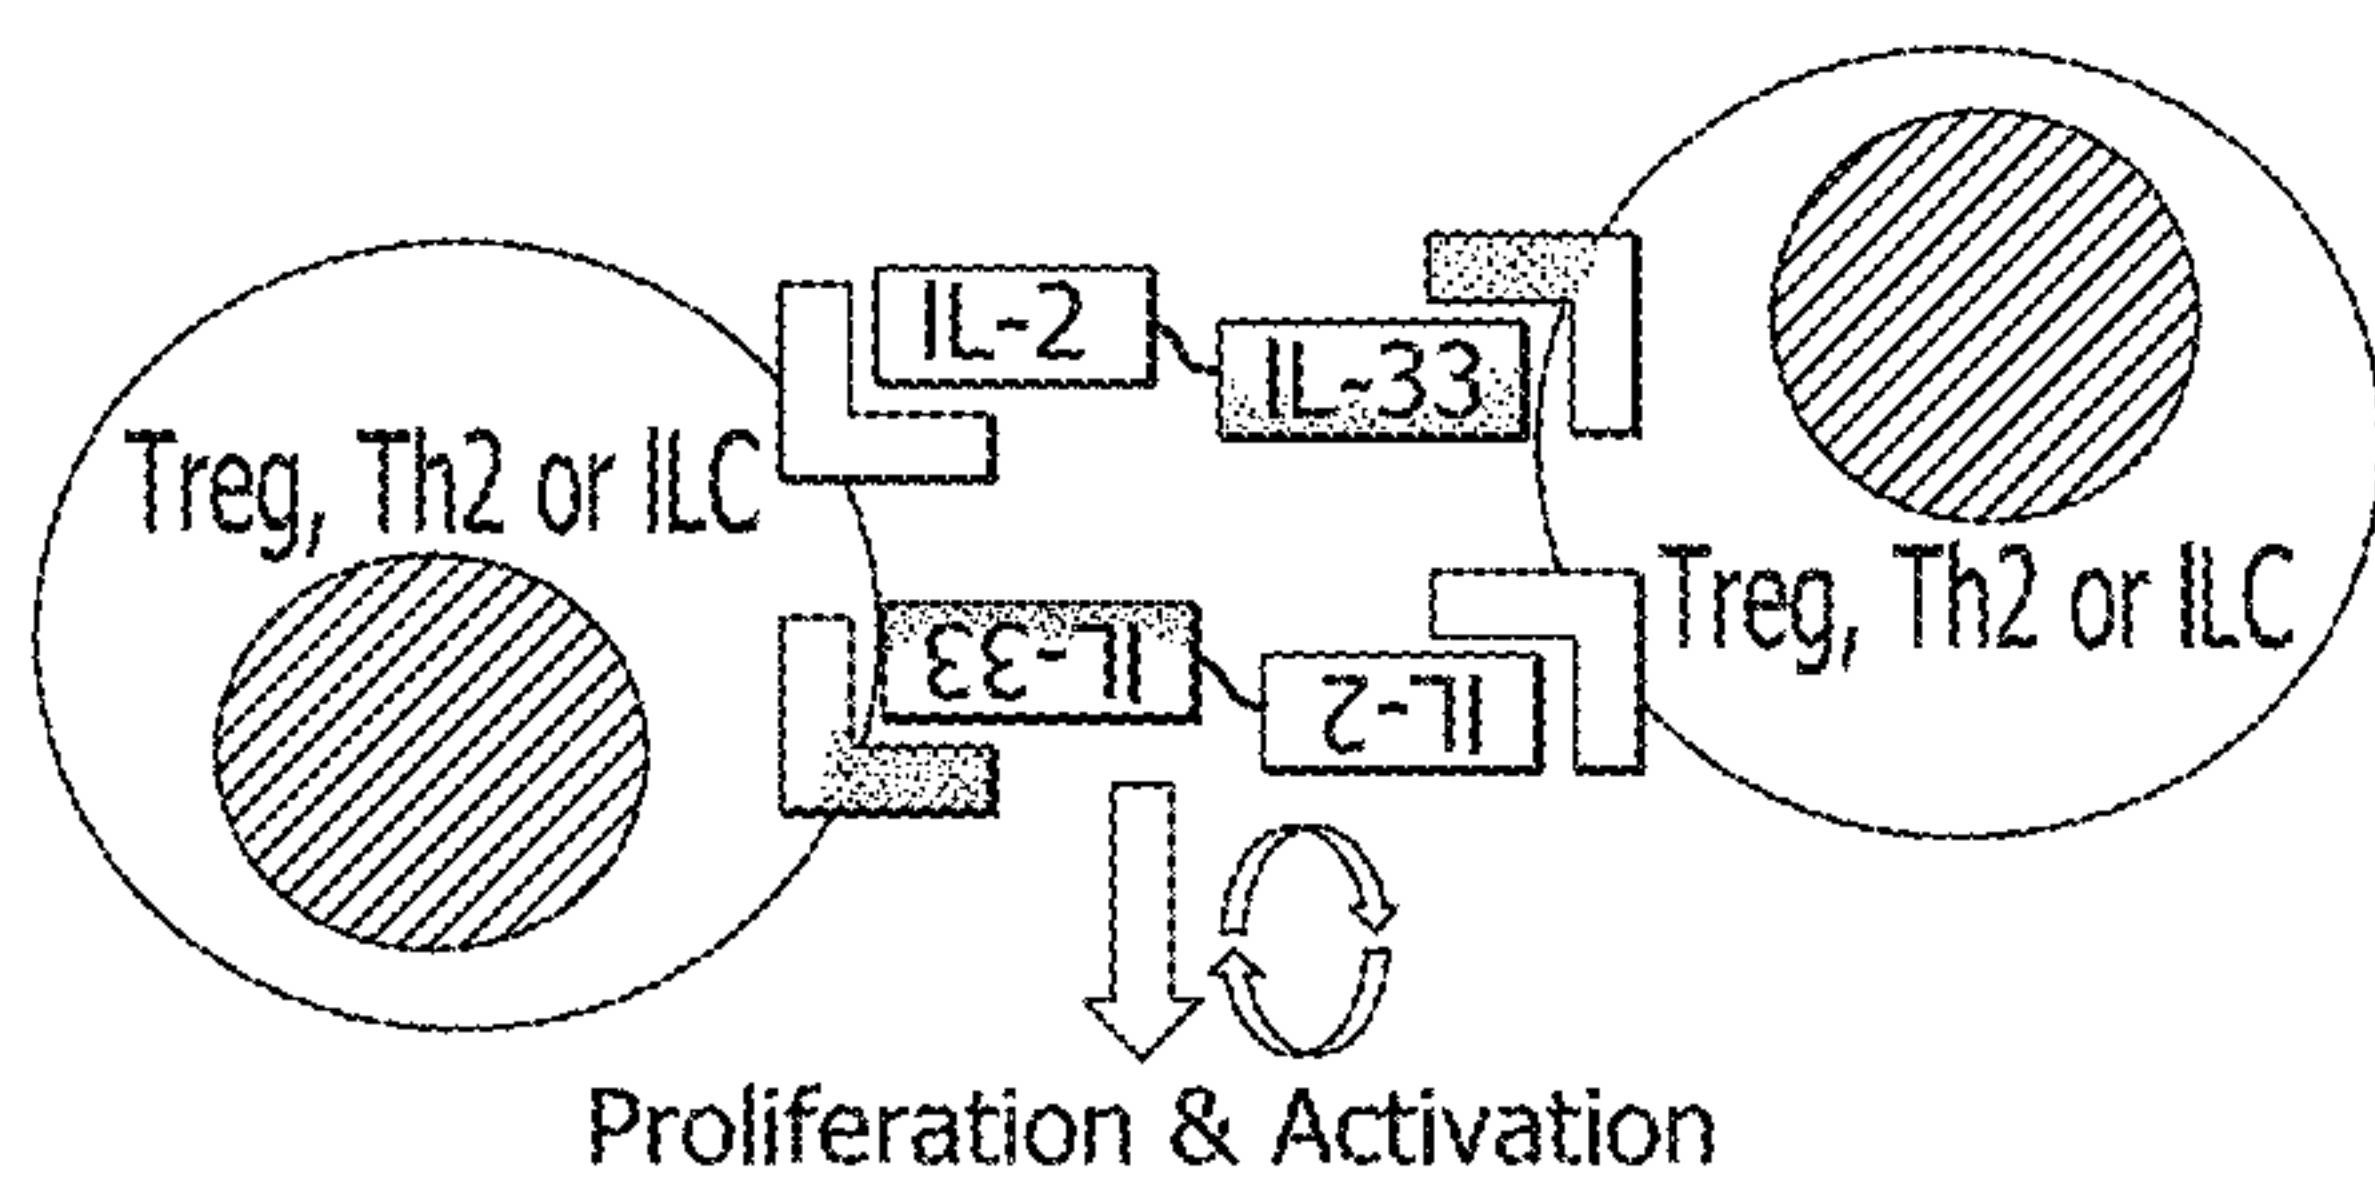 IL-2
IL-33
Treg, Th2 or ILC
Treg, Th2 or ILC
IL-33
IL-2
Proliferation & Activation